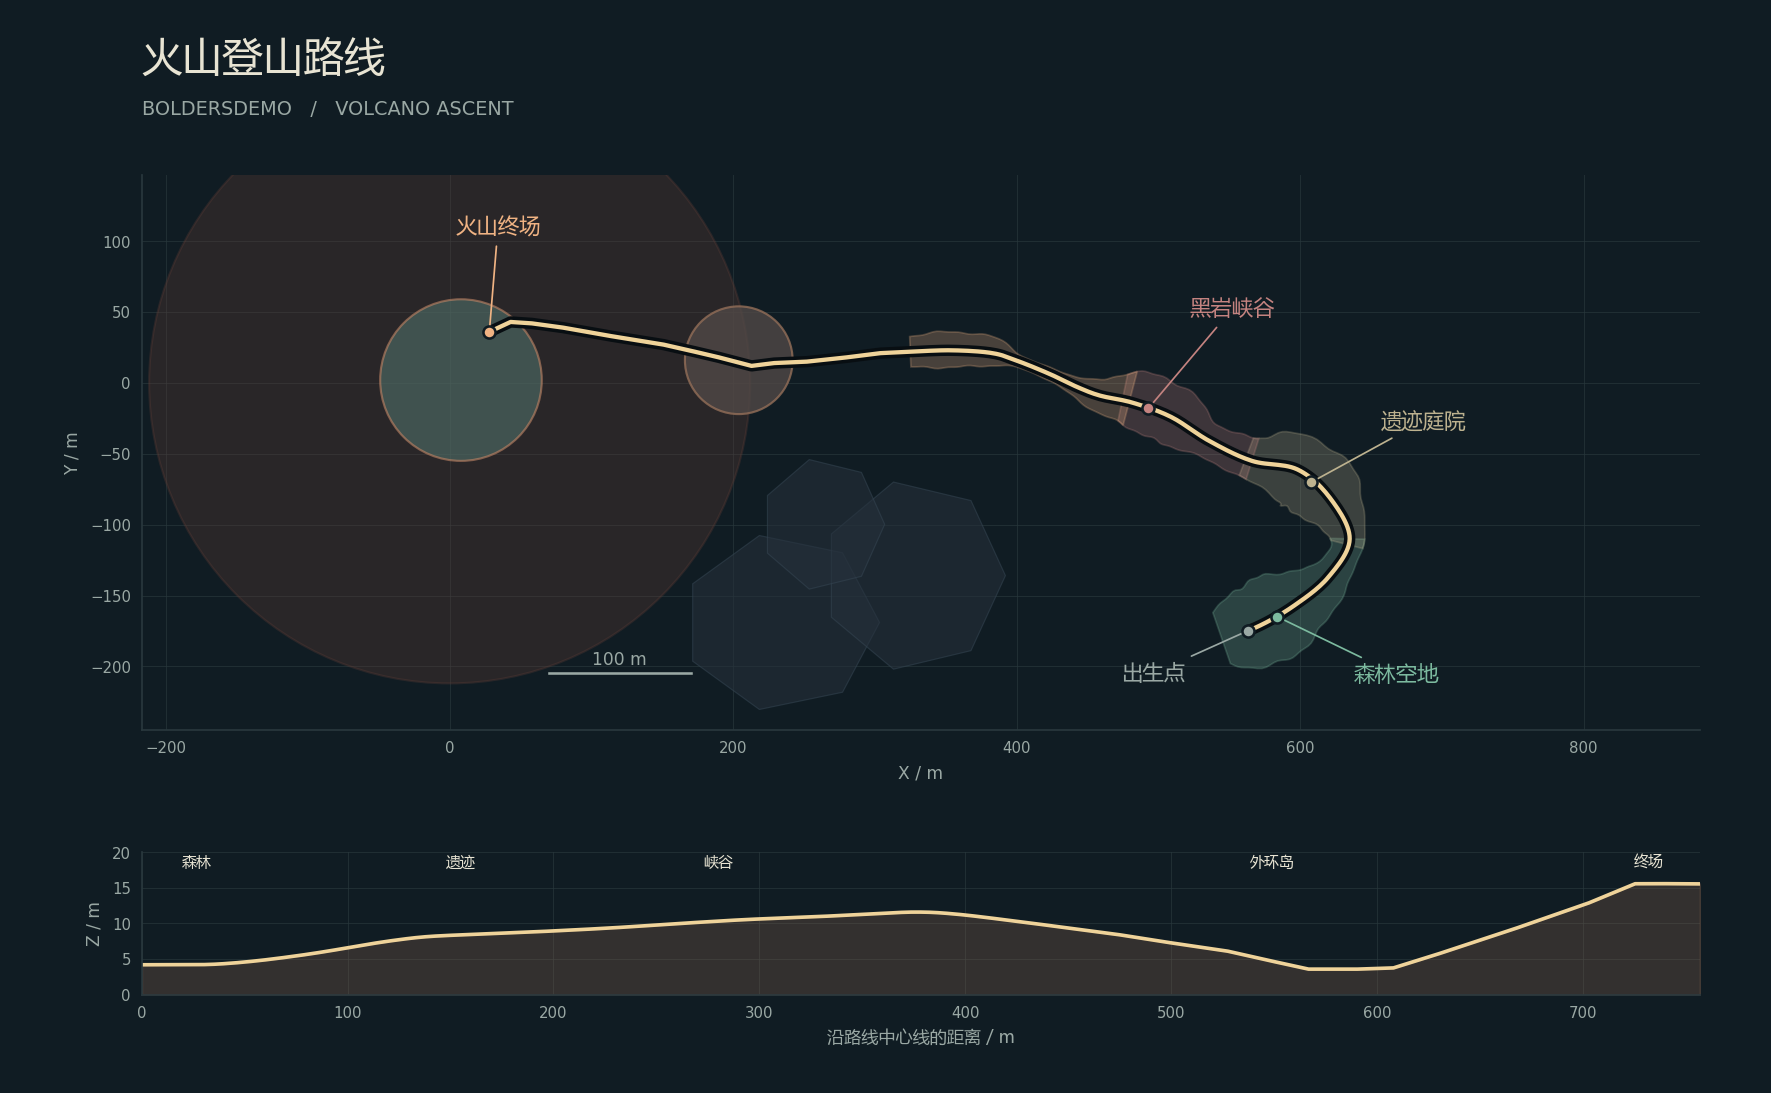 火山登山路线
BOLDERSDEMO / VOLCANO ASCENT
火山终场
黑岩峡谷
遗迹庭院
出生点
森林空地
100 m
100
50
0
−50
−100
−150
−200
Y / m
−200
0
200
400
600
800
X / m
森林
遗迹
峡谷
外环岛
终场
20
15
10
5
0
Z / m
0
100
200
300
400
500
600
700
沿路线中心线的距离 / m